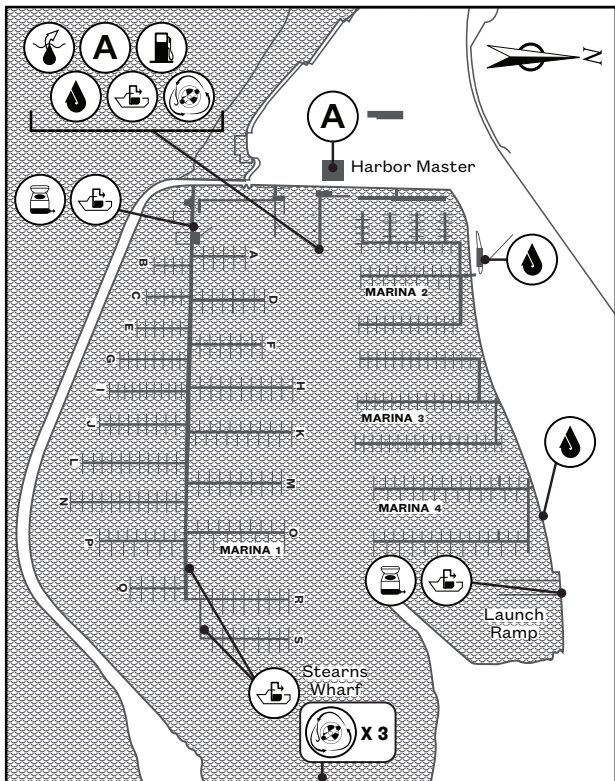 A
N
A
Harbor Master
A
B
MARINA 2
C
D
E
F
G
H
I
MARINA 3
J
K
L
M
N
MARINA 4
O
P
MARINA 1
Q
R
Launch
Ramp
S
Stearns
Wharf
X 3